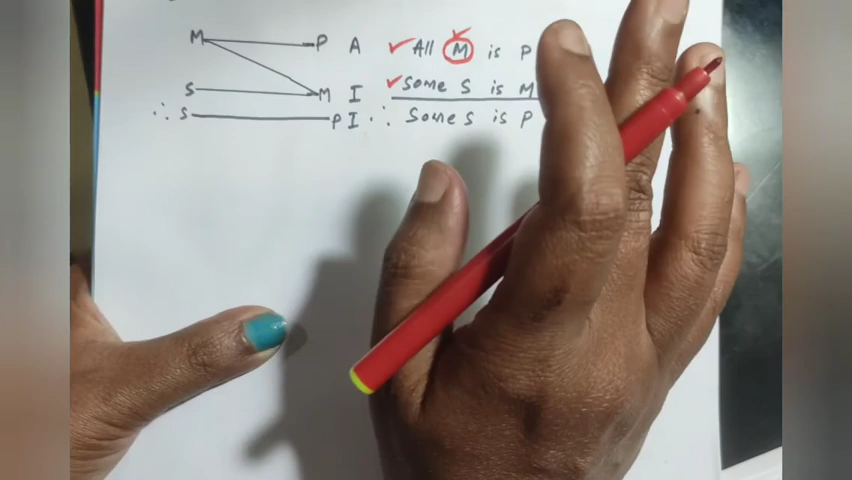 M P A ✓ All M is P
S M I ✓ Some S is M
∴ S P I ∴ Some S is P